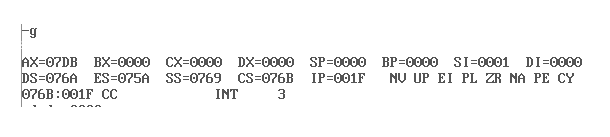 -g
AX=07DB BX=0000 CX=0000 DX=0000 SP=0000 BP=0000 SI=0001 DI=0000
DS=076A ES=075A SS=0769 CS=076B IP=001F NV UP EI PL ZR NA PE CY
076B:001F CC INT 3